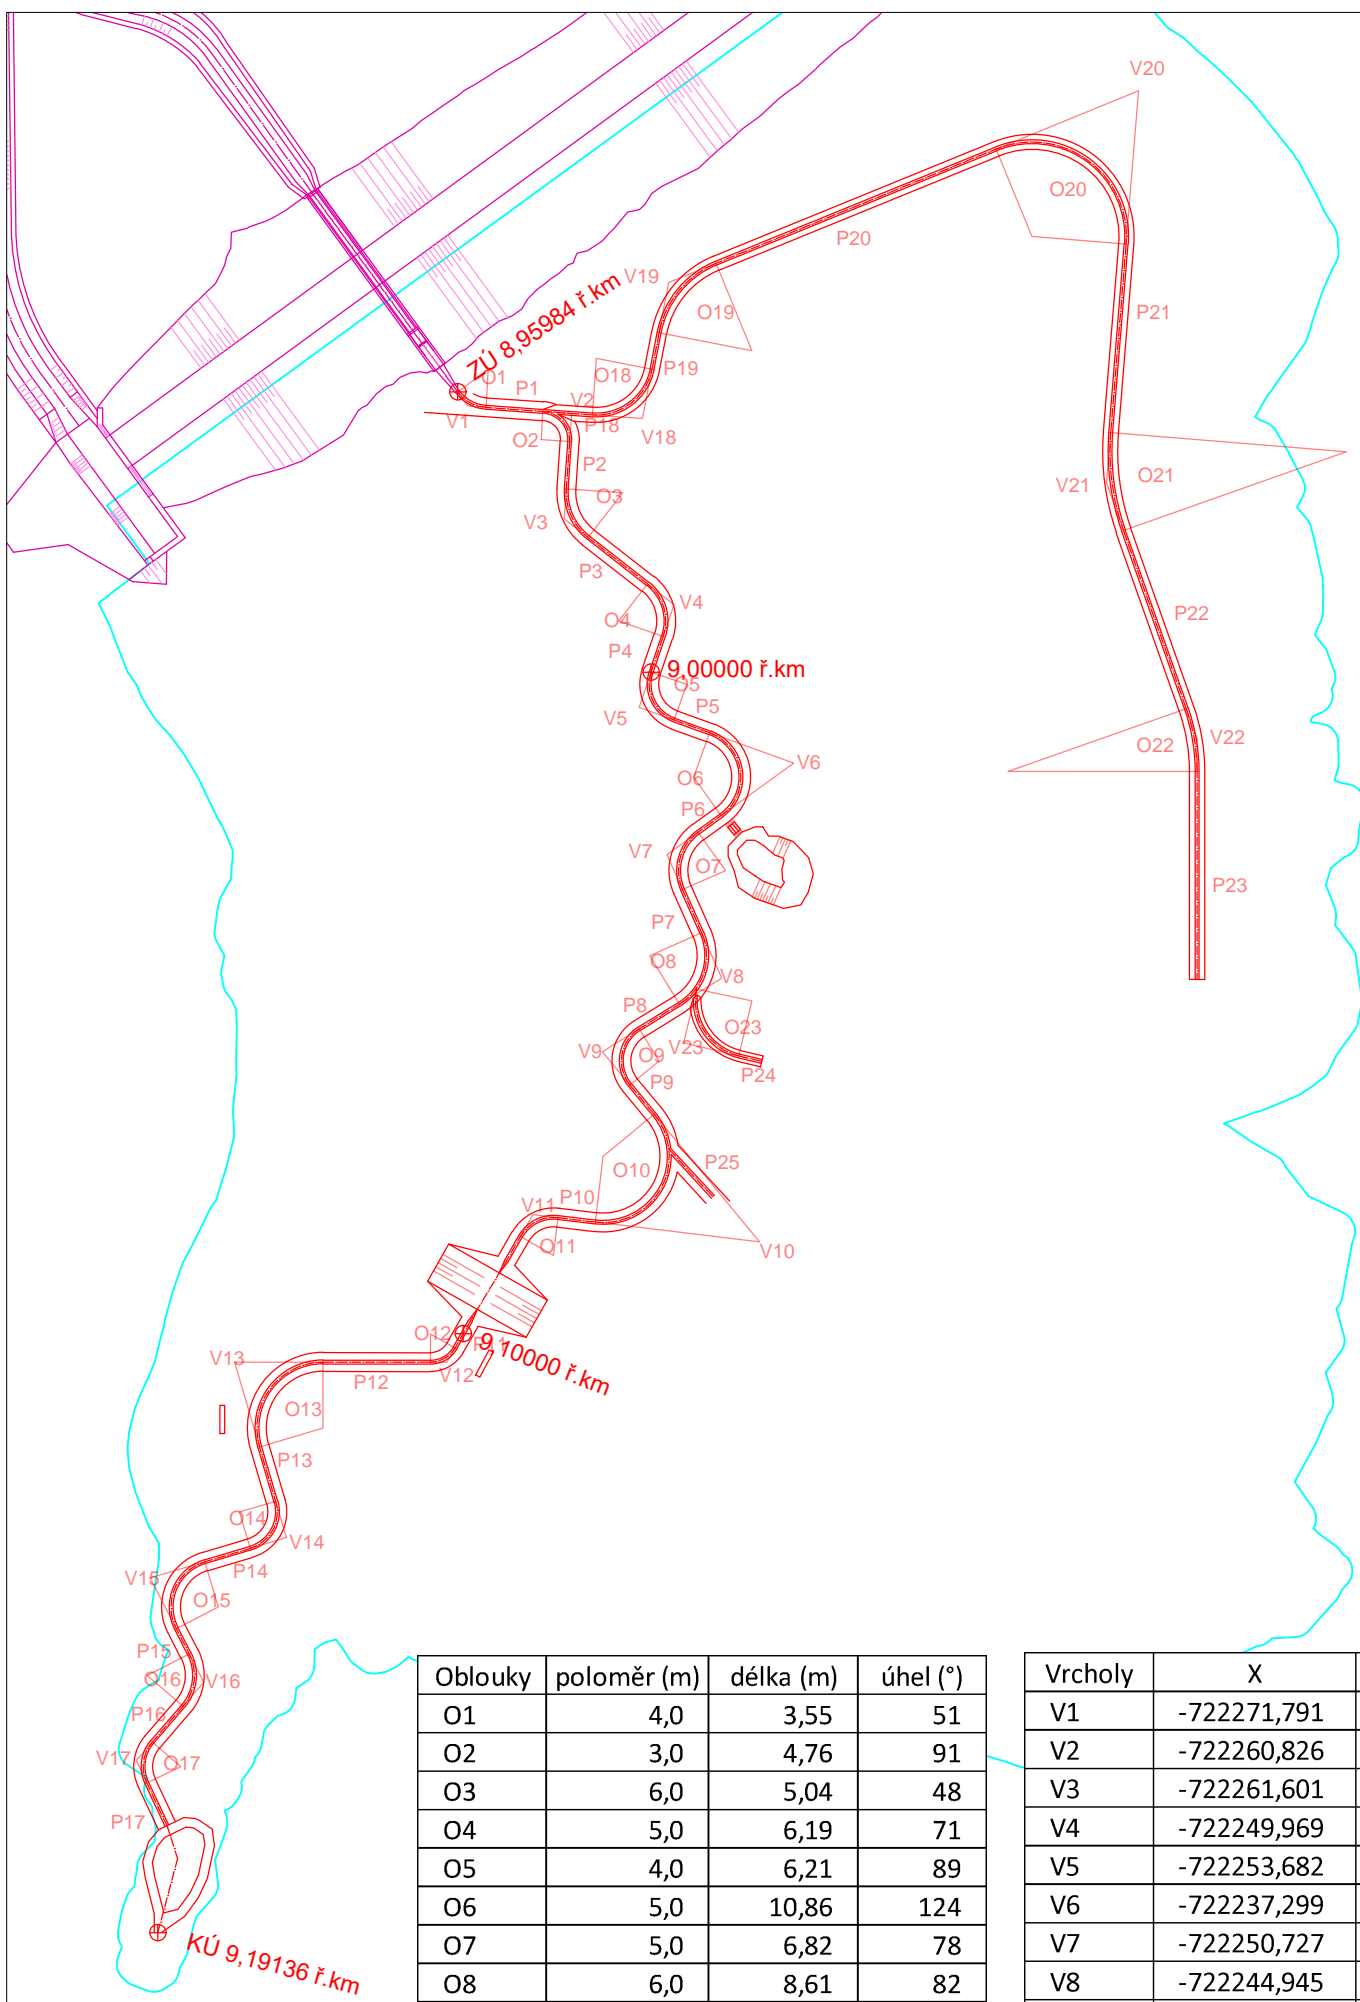 V20
O20
P20
V19
O19
P21
ZÚ 8,95984 ř.km
O1
P1
V1
V2
O18
P19
P18
V18
O2
P2
O3
V3
P3
V21
O21
O4
V4
P4
9,00000 ř.km
O5
V5
P5
P22
V22
O22
O6
V6
P6
V7
O7
P23
P7
O8
V8
P8
O23
V23
P24
V9
O9
P9
O10
P25
V11
P10
O11
V10
O12
P11
9,10000 ř.km
V12
V13
P12
O13
P13
O14
V14
P14
V15
O15
P15
O16
V16
P16
V17
O17
P17
KÚ 9,19136 ř.km
Oblouky poloměr (m) délka (m) úhel (°)
O1 4,0 3,55 51
O2 3,0 4,76 91
O3 6,0 5,04 48
O4 5,0 6,19 71
O5 4,0 6,21 89
O6 5,0 10,86 124
O7 5,0 6,82 78
O8 6,0 8,61 82
Vrcholy X
V1 -722271,791
V2 -722260,826
V3 -722261,601
V4 -722249,969
V5 -722253,682
V6 -722237,299
V7 -722250,727
V8 -722244,945